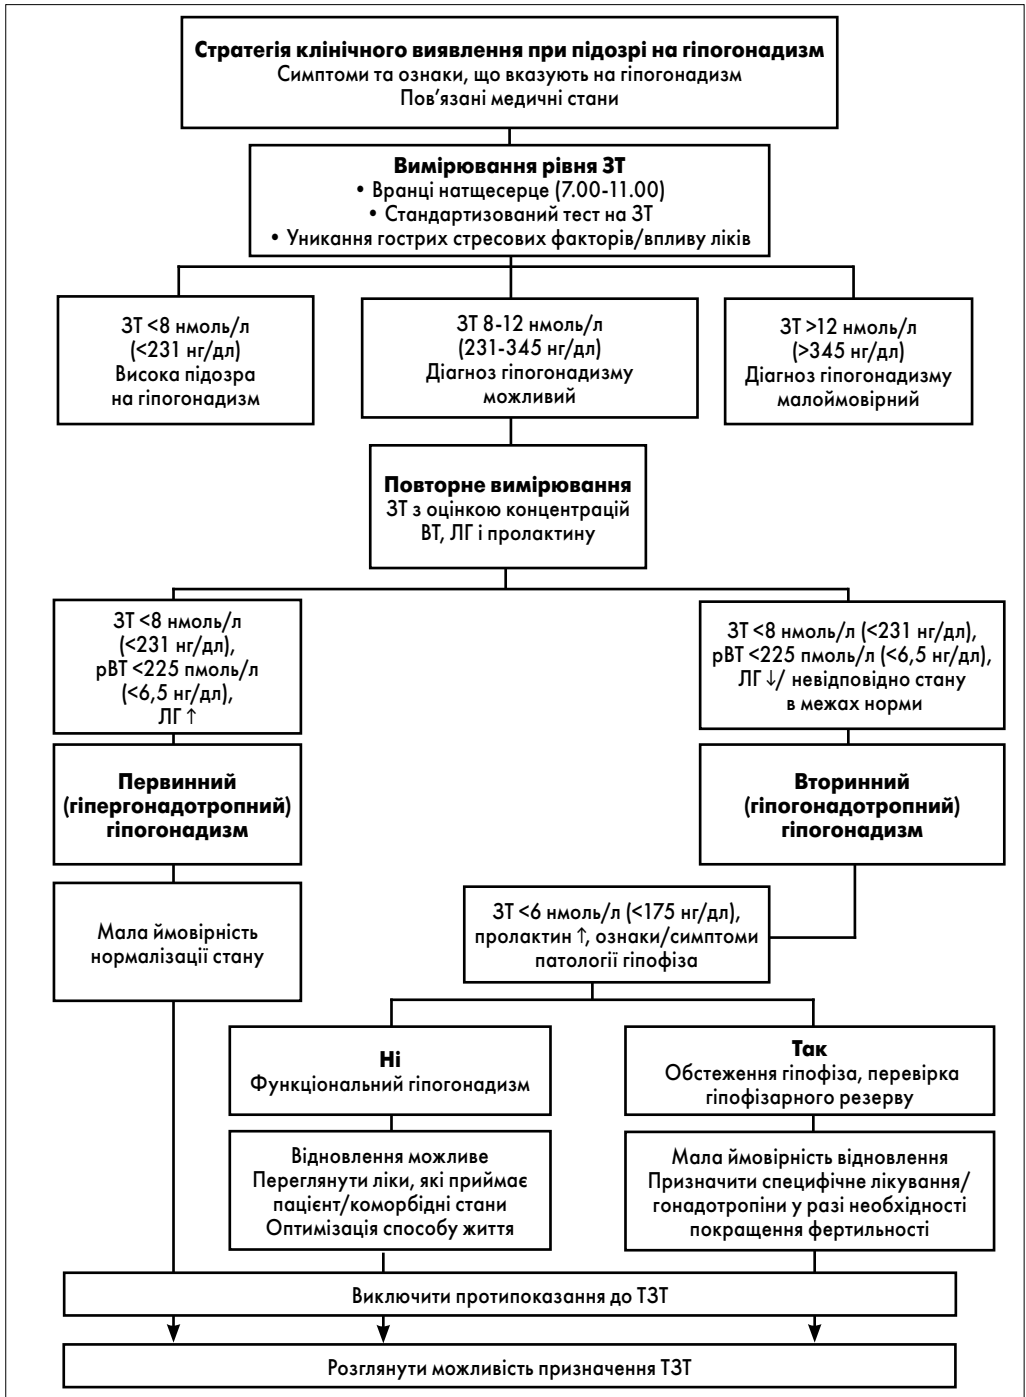 Стратегія клінічного виявлення при підозрі на гіпогонадизм
Симптоми та ознаки, що вказують на гіпогонадизм
Пов’язані медичні стани
Вимірювання рівня ЗТ
• Вранці натщесерце (7.00-11.00)
• Стандартизований тест на ЗТ
• Уникання гострих стресових факторів/впливу ліків
ЗТ <8 нмоль/л
(<231 нг/дл)
Висока підозра
на гіпогонадизм
ЗТ 8-12 нмоль/л
(231-345 нг/дл)
Діагноз гіпогонадизму
можливий
ЗТ >12 нмоль/л
(>345 нг/дл)
Діагноз гіпогонадизму
малоймовірний
Повторне вимірювання
ЗТ з оцінкою концентрацій
ВТ, ЛГ і пролактину
ЗТ <8 нмоль/л
(<231 нг/дл),
рВТ <225 пмоль/л
(<6,5 нг/дл),
ЛГ ↑
ЗТ <8 нмоль/л (<231 нг/дл),
рВТ <225 пмоль/л (<6,5 нг/дл),
ЛГ ↓/ невідповідно стану
в межах норми
Первинний
(гіпергонадотропний)
гіпогонадизм
Вторинний
(гіпогонадотропний)
гіпогонадизм
Мала ймовірність
нормалізації стану
ЗТ <6 нмоль/л (<175 нг/дл),
пролактин ↑, ознаки/симптоми
патології гіпофіза
Ні
Функціональний гіпогонадизм
Так
Обстеження гіпофіза, перевірка
гіпофізарного резерву
Відновлення можливе
Переглянути ліки, які приймає
пацієнт/коморбідні стани
Оптимізація способу життя
Мала ймовірність відновлення
Призначити специфічне лікування/
гонадотропіни у разі необхідності
покращення фертильності
Виключити протипоказання до ТЗТ
Розглянути можливість призначення ТЗТ